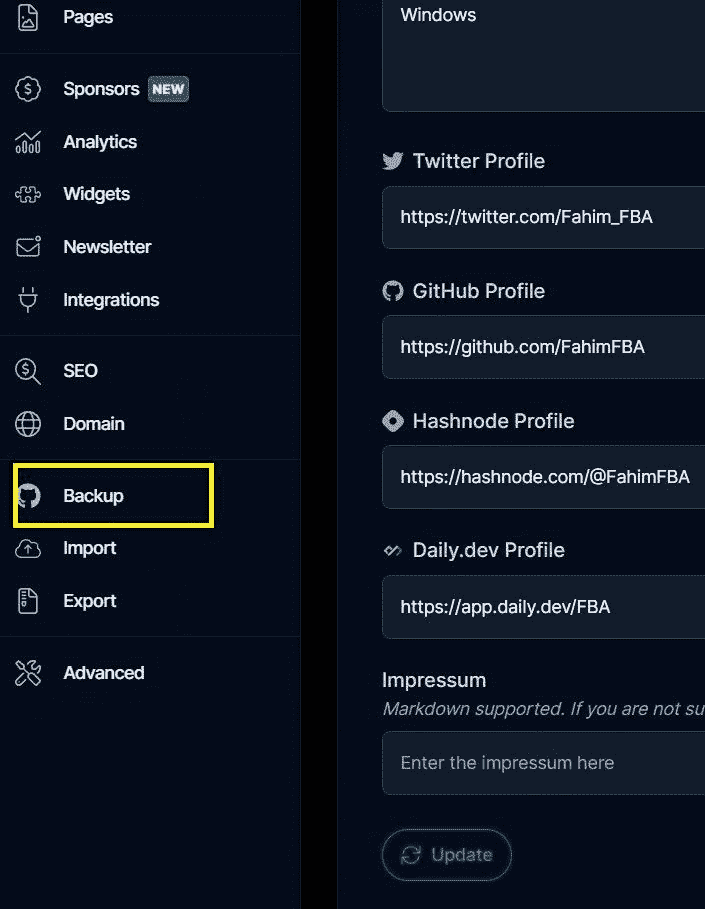 Pages
Sponsors NEW
Analytics
Widgets
Newsletter
Integrations
SEO
Domain
Backup
Import
Export
Advanced
Windows
Twitter Profile
https://twitter.com/Fahim_FBA
GitHub Profile
https://github.com/FahimFBA
Hashnode Profile
https://hashnode.com/@FahimFBA
Daily.dev Profile
https://app.daily.dev/FBA
Impressum
Markdown supported. If you are not su
Enter the impressum here
Update